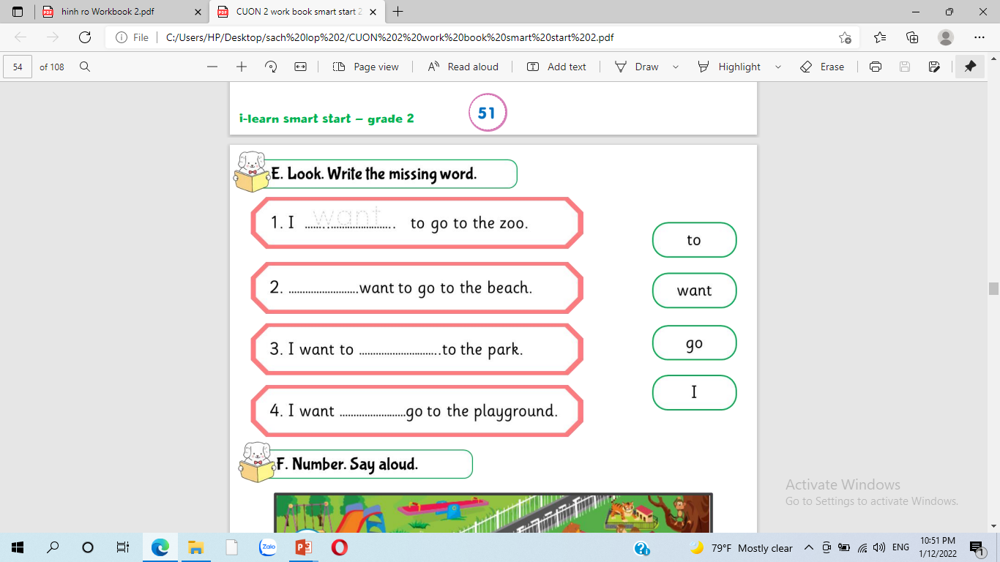 hinh ro Workbook 2.pdf
CUON 2 work book smart start 2
File
C:/Users/HP/Desktop/sach%20lop%202/CUON%202%20work%20book%20smart%20start%202.pdf
54 of 108
Page view
Read aloud
Add text
Draw
Highlight
Erase
i-learn smart start – grade 2
51
E. Look. Write the missing word.
1. I ...want... to go to the zoo.
2. .........................want to go to the beach.
3. I want to .............................to the park.
4. I want ........................go to the playground.
to
want
go
I
F. Number. Say aloud.
Activate Windows
Go to Settings to activate Windows.
Zalo
79°F Mostly clear
ENG
10:51 PM
1/12/2022
1